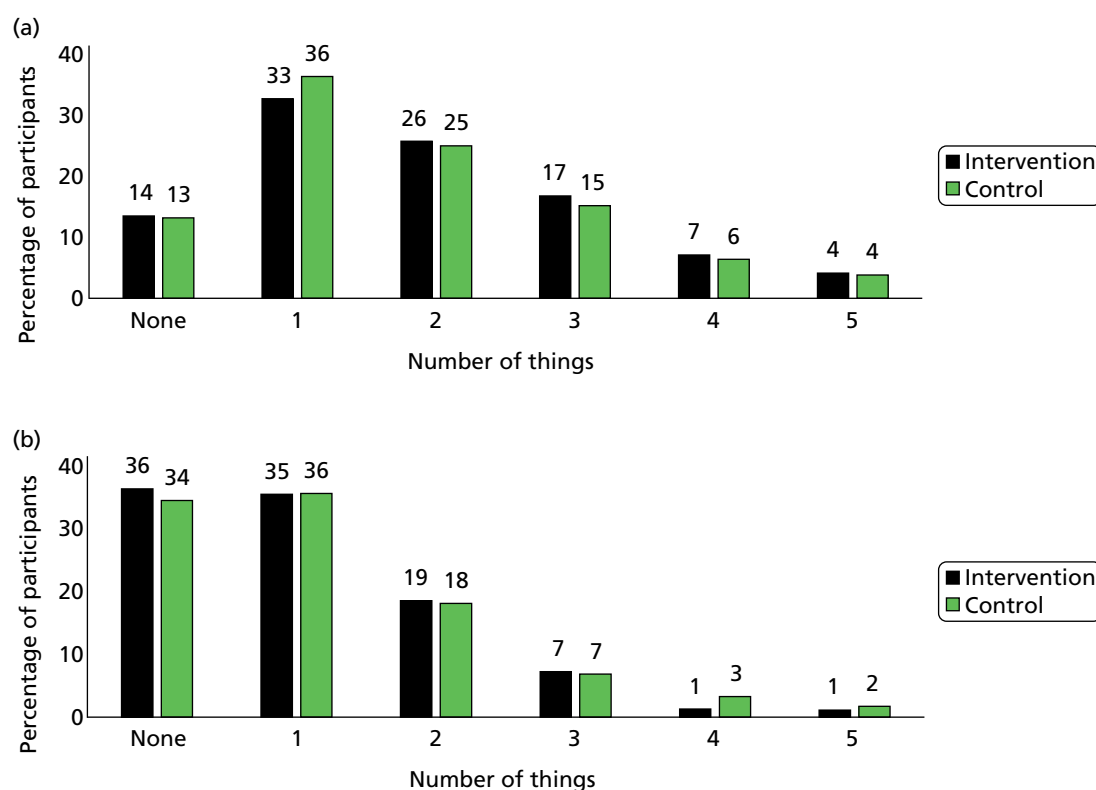 (a)
Percentage of participants
40
30
20
10
0
14 13
33 36
26 25
17 15
7 6
4 4
None 1 2 3 4 5
Number of things
Intervention
Control
(b)
Percentage of participants
40
30
20
10
0
36 34
35 36
19 18
7 7
1 3
1 2
None 1 2 3 4 5
Number of things
Intervention
Control